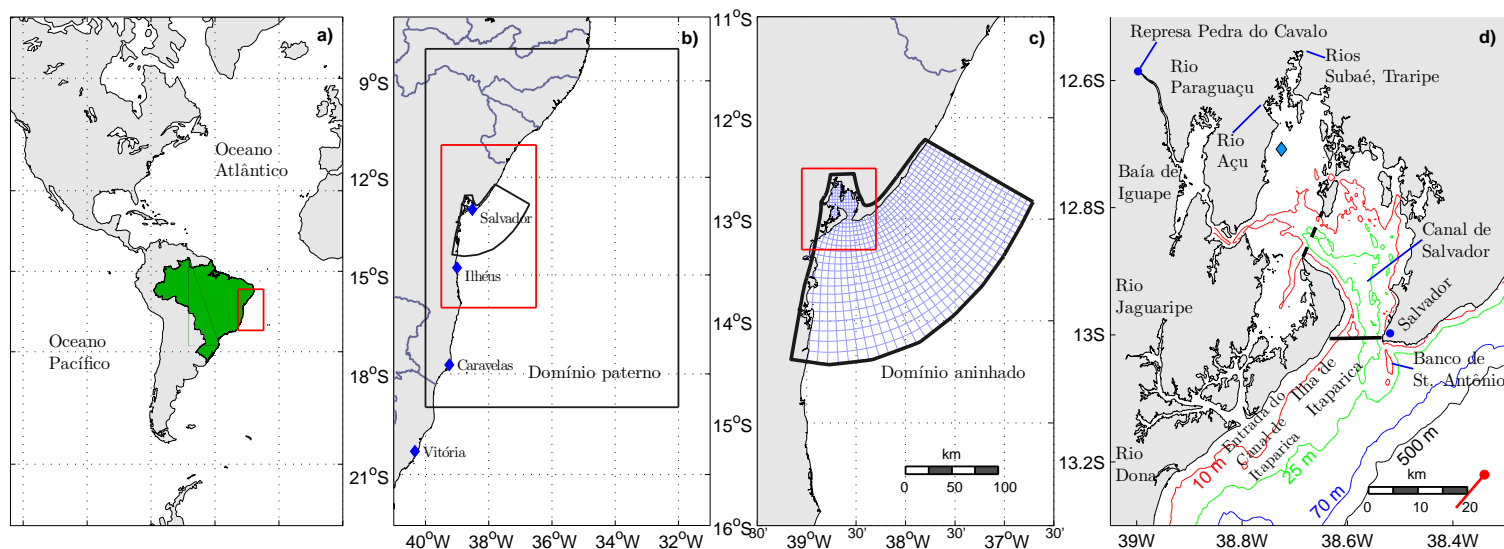 a)
Oceano
Atlântico
Oceano
Pacífico
b)
9°S
12°S
15°S
18°S
21°S
Salvador
Ilhéus
Caravelas
Vitória
Domínio paterno
40°W
38°W
36°W
34°W
c)
11°S
12°S
13°S
14°S
15°S
16°S
Domínio aninhado
km
0
50
100
39°W
30'
38°W
30'
37°W
30'
d)
Represa Pedra do Cavalo
Rio
Paraguaçu
Rios
Subaé, Traripe
Rio
Açu
Baía de
Iguape
Canal de
Salvador
Rio
Jaguaripe
Salvador
Banco de
St. Antônio
Ilha de
Itaparica
Entrada do
Canal de
Itaparica
Rio
Dona
10 m
25 m
70 m
500 m
km
0
10
20
12.6S
12.8S
13S
13.2S
39W
38.8W
38.6W
38.4W